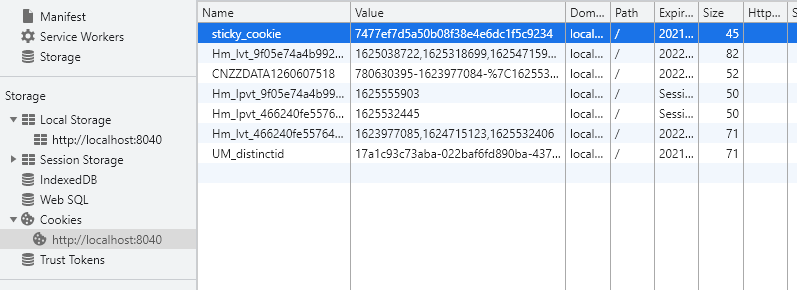 Manifest
Service Workers
Storage
Storage
Local Storage
http://localhost:8040
Session Storage
IndexedDB
Web SQL
Cookies
http://localhost:8040
Trust Tokens
Name Value Dom... Path Expir... Size Http... S
sticky_cookie 7477ef7d5a50b08f38e4e6dc1f5c9234 local... / 2021... 45
Hm_lvt_9f05e74a4b992... 1625038722,1625318699,162547159... local... / 2022... 82
CNZZDATA1260607518 780630395-1623977084-%7C162553... local... / 2022... 52
Hm_lpvt_9f05e74a4b99... 1625555903 local... / Sessi... 50
Hm_lpvt_466240fe5576... 1625532445 local... / Sessi... 50
Hm_lvt_466240fe55764... 1623977085,1624715123,1625532406 local... / 2022... 71
UM_distinctid 17a1c93c73aba-022baf6fd890ba-437... local... / 2021... 71